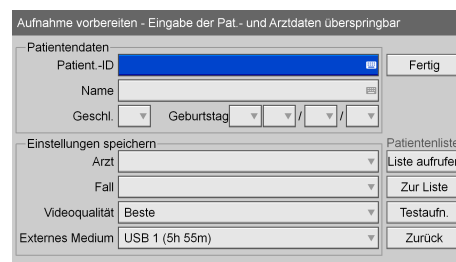 Aufnahme vorbereiten - Eingabe der Pat.- und Arztdaten überspringbar
Patientendaten
Patient.-ID
Fertig
Name
Geschl. Geburtstag / /
Einstellungen speichern
Patientenliste
Arzt
Liste aufrufen
Fall
Zur Liste
Videoqualität Beste
Testaufn.
Externes Medium USB 1 (5h 55m)
Zurück